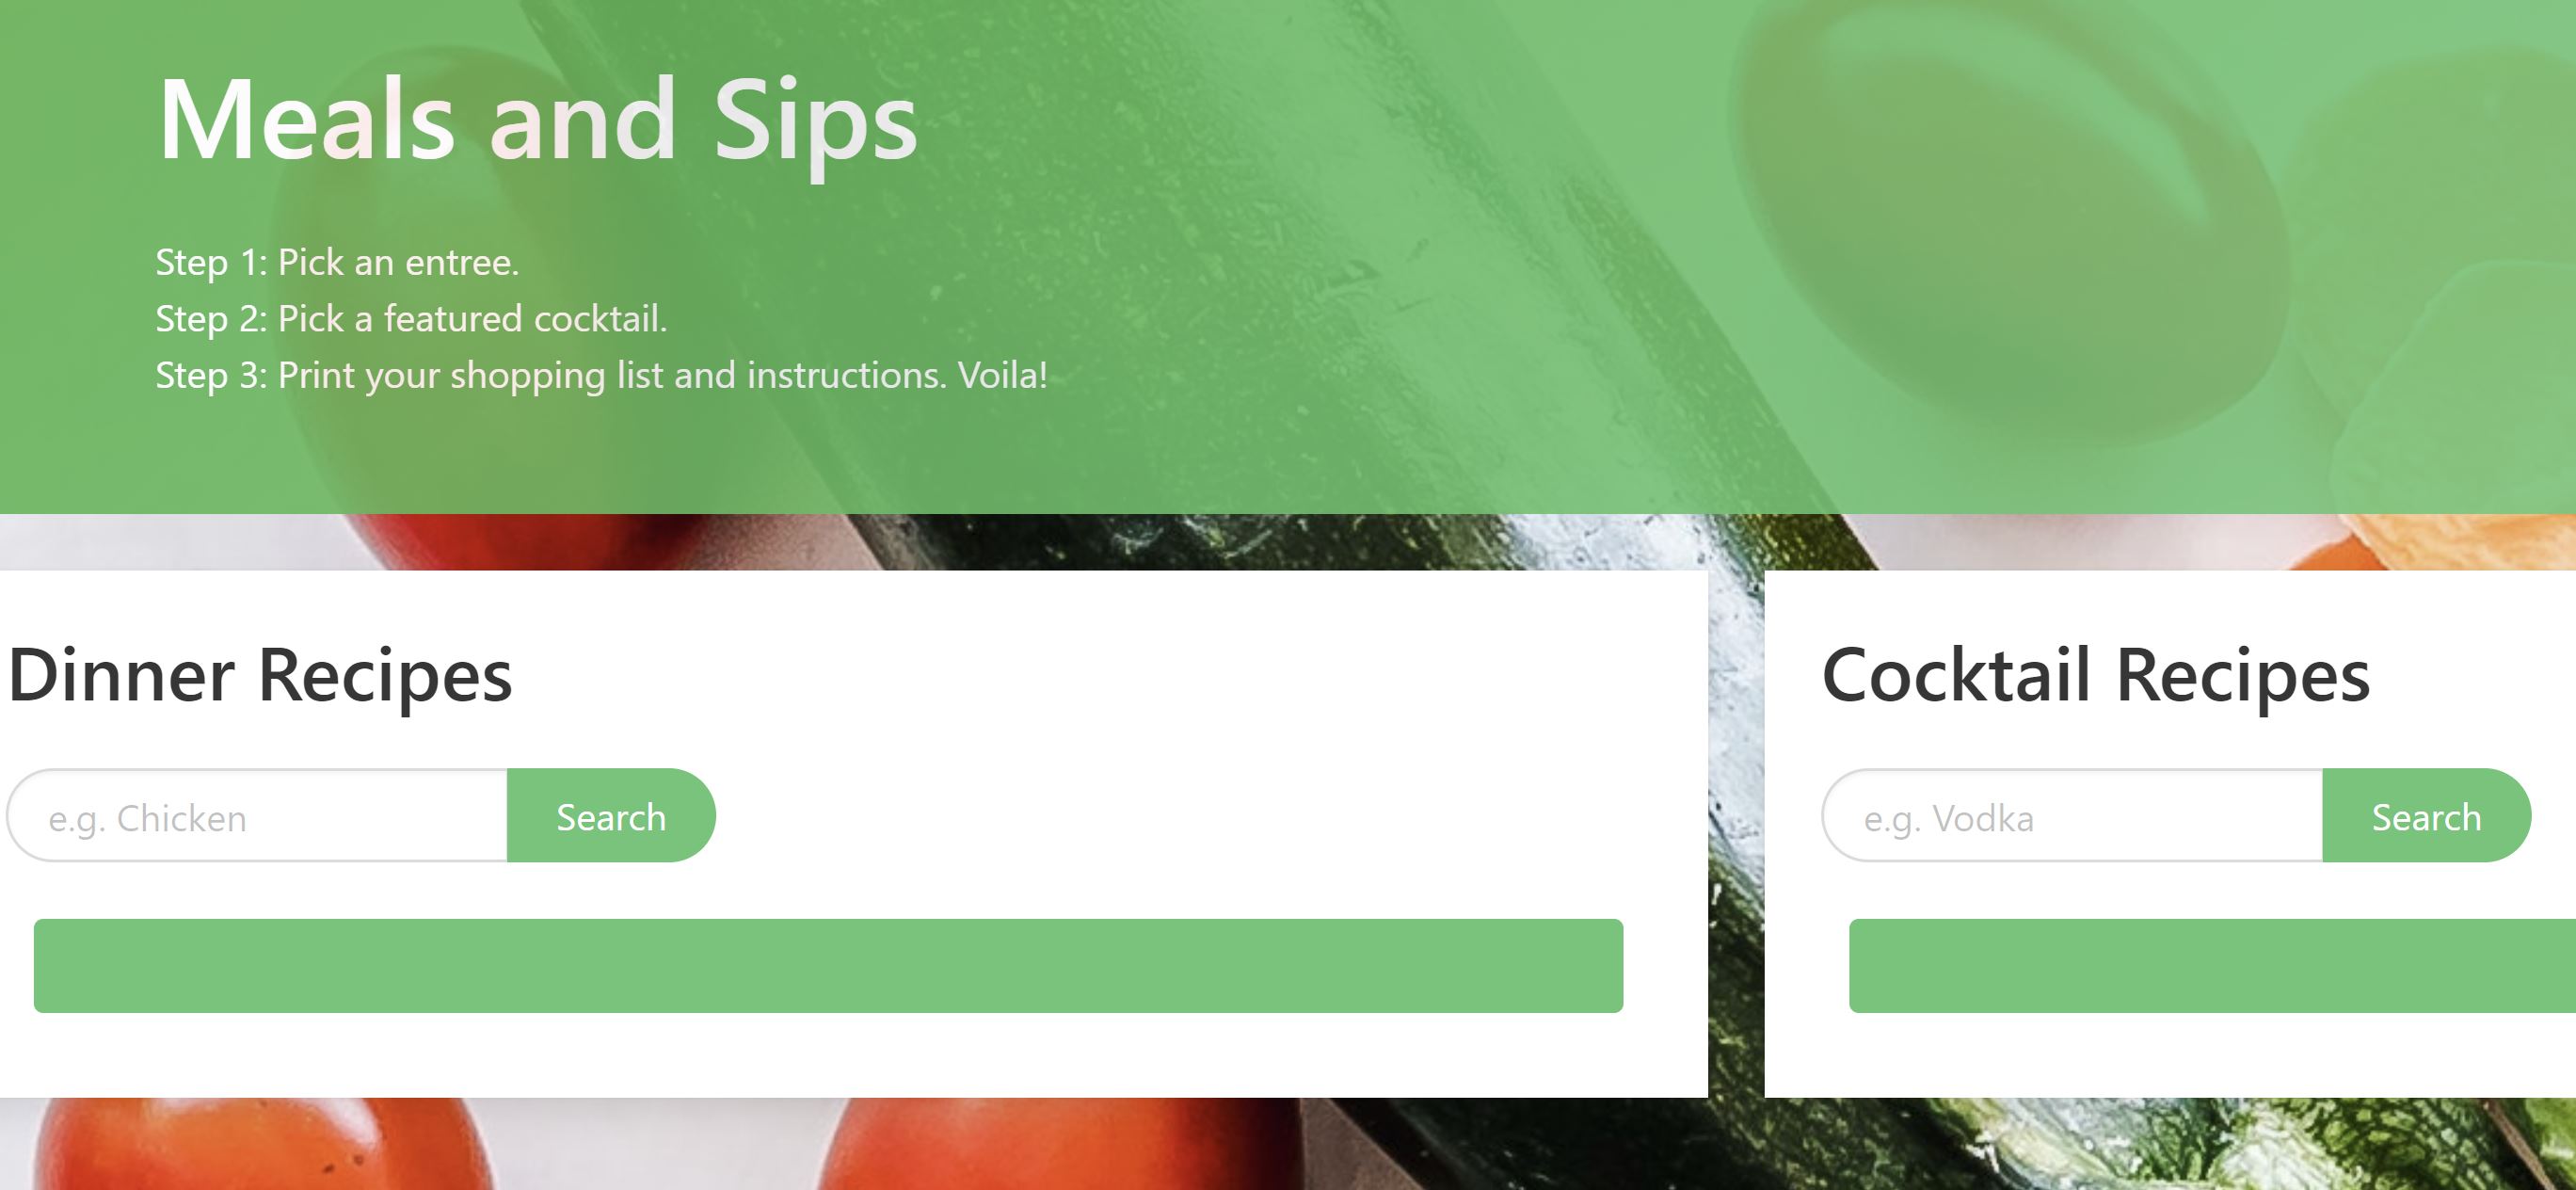 Meals and Sips
Step 1: Pick an entree.
Step 2: Pick a featured cocktail.
Step 3: Print your shopping list and instructions. Voila!
Dinner Recipes
e.g. Chicken
Search
Cocktail Recipes
e.g. Vodka
Search